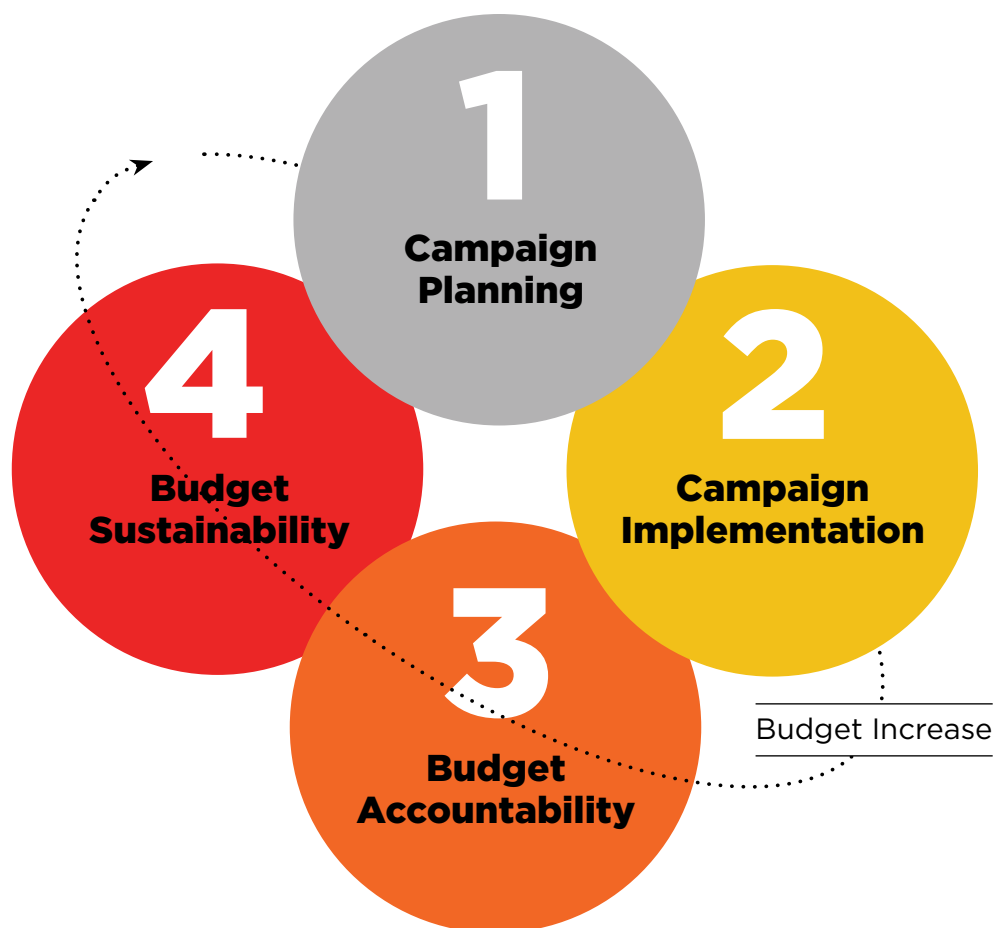 1
Campaign
Planning
2
Campaign
Implementation
Budget Increase
3
Budget
Accountability
4
Budget
Sustainability